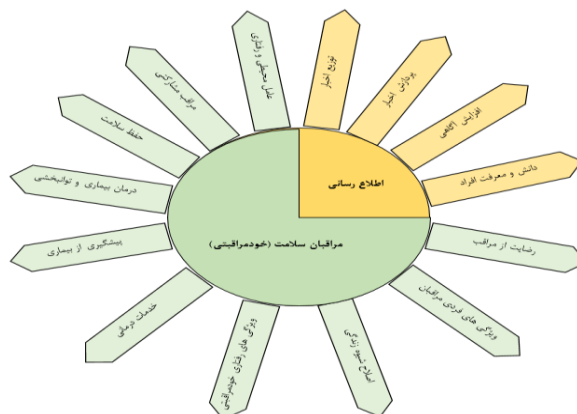 توزیع اخبار
پردازش اخبار
افزایش آگاهی
دانش و معرفت افراد
رضایت از مراقب
ویژگی های فردی مراقبان
اصلاح شیوه زندگی
ویژگی های رفتاری خودمراقبتی
خدمات درمانی
پیشگیری از بیماری
درمان بیماری و توانبخشی
حفظ سلامت
مراقب مشارکتی
عامل محیطی و رفتاری
اطلاع رسانی
مراقبان سلامت (خودمراقبتی)